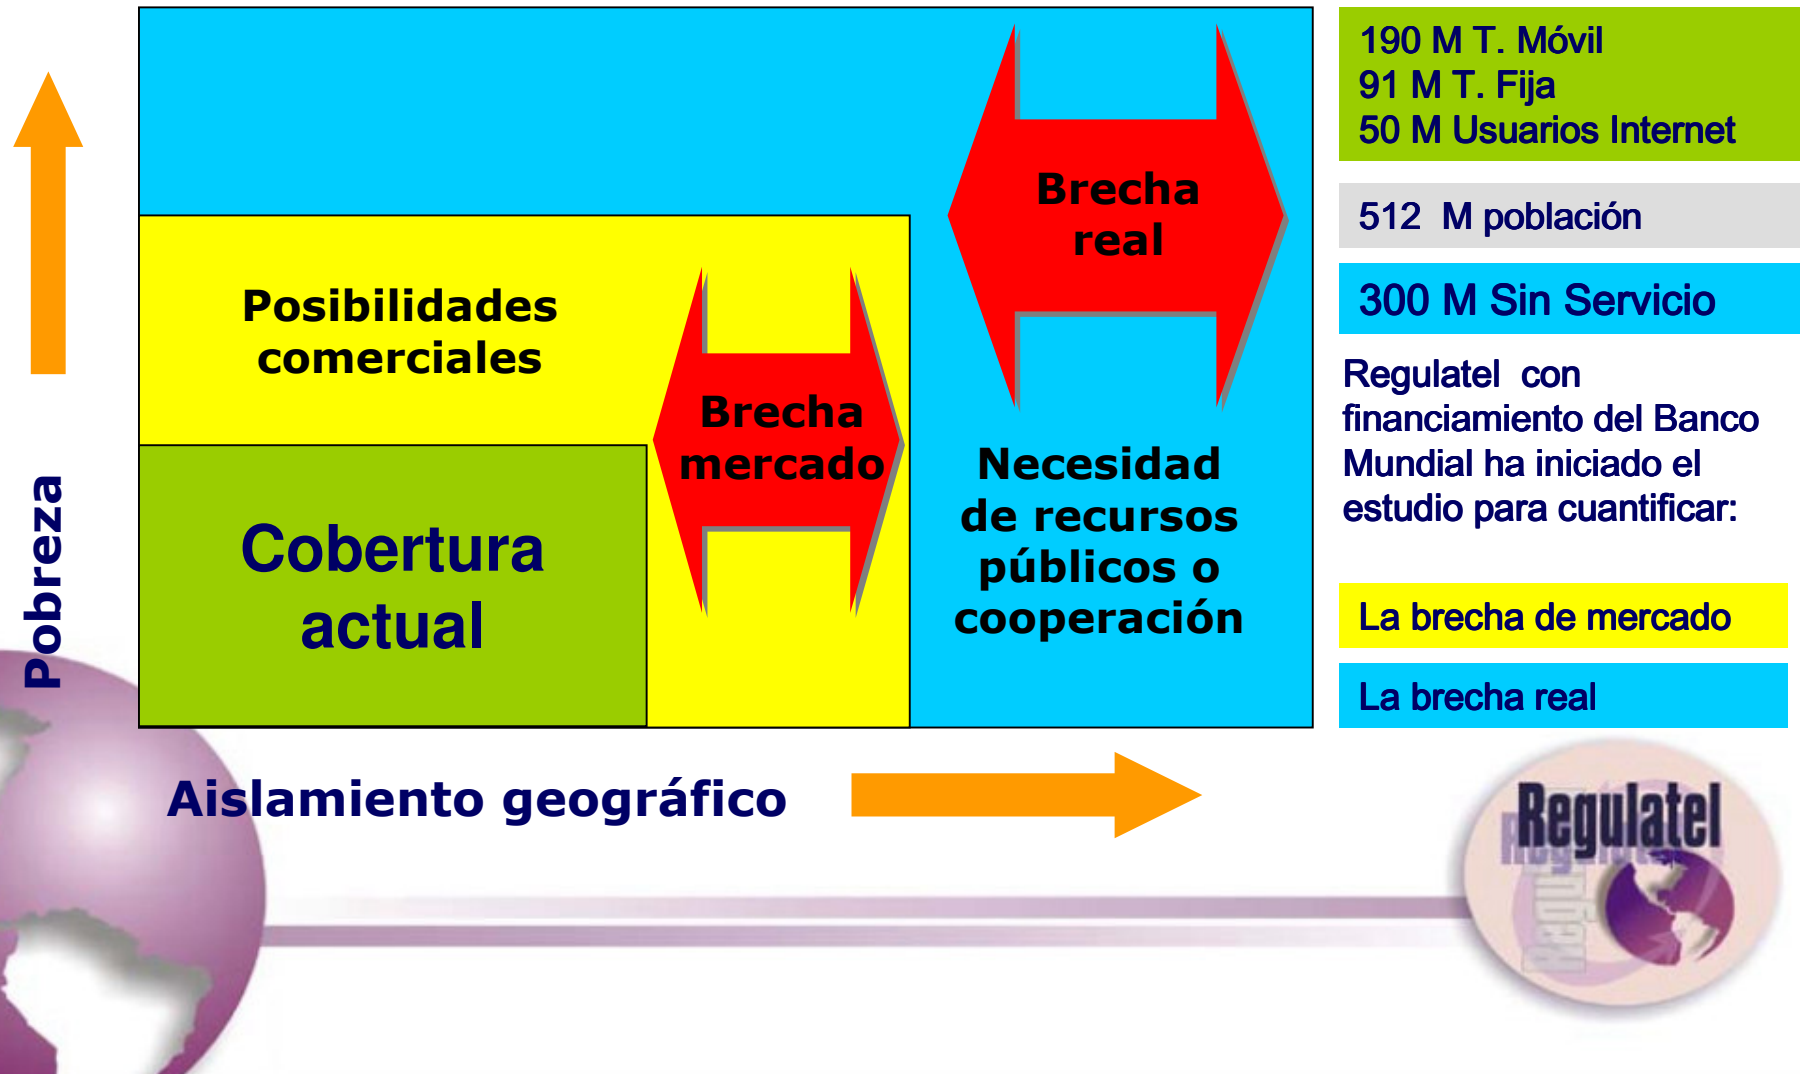 190 M T. Móvil
91 M T. Fija
50 M Usuarios Internet
512 M población
300 M Sin Servicio
Regulatel con
financiamiento del Banco
Mundial ha iniciado el
estudio para cuantificar:
La brecha de mercado
La brecha real
Brecha
real
Posibilidades
comerciales
Brecha
mercado
Necesidad
de recursos
públicos o
cooperación
Cobertura
actual
Pobreza
Aislamiento geográfico
Regulatel
Regulatel
Regul